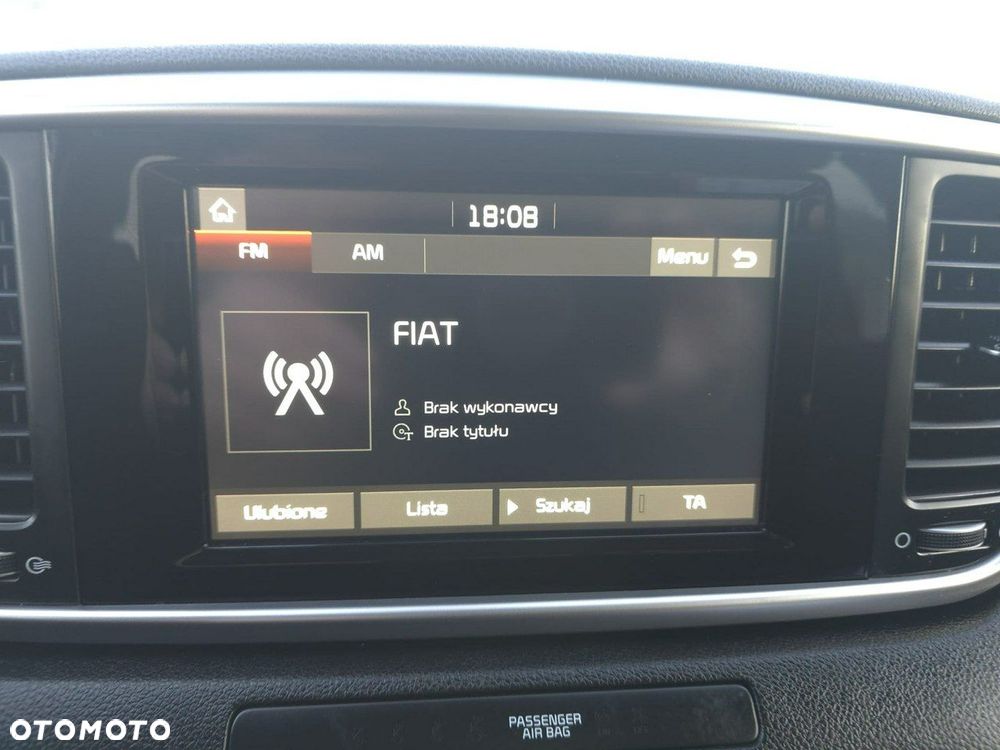 18:08
FM AM Menu
FIAT
Brak wykonawcy
Brak tytułu
Ulubione Lista Szukaj TA
PASSENGER
AIR BAG
OTOMOTO